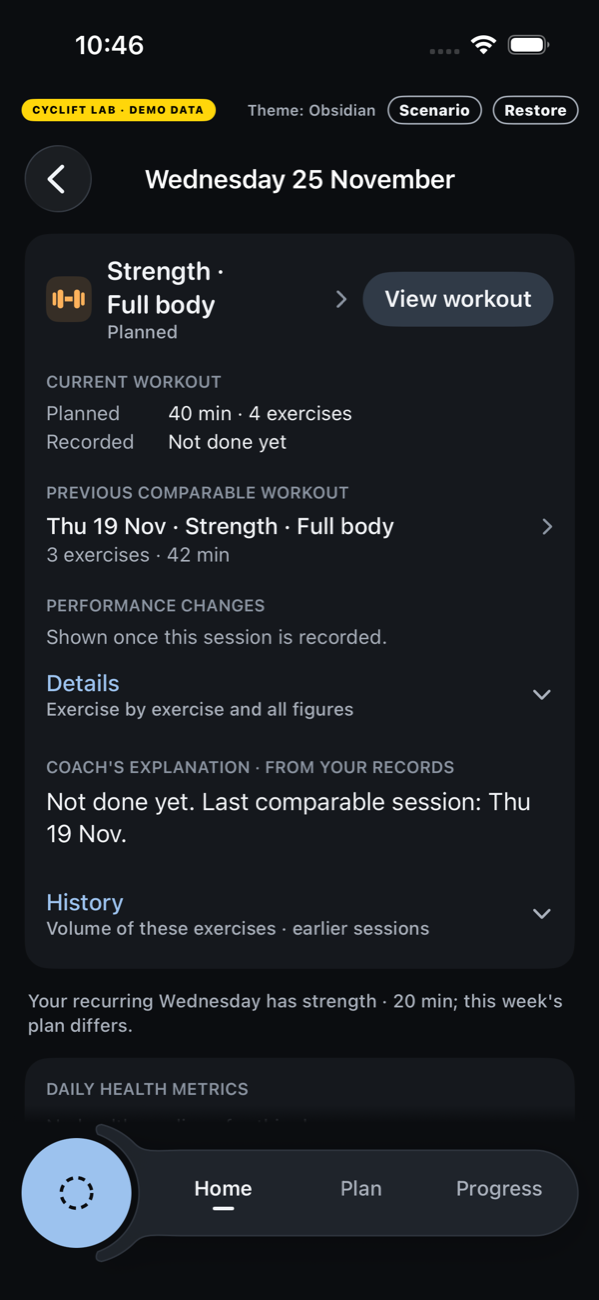 10:46
CYCLIFT LAB · DEMO DATA
Theme: Obsidian
Scenario
Restore
Wednesday 25 November
Strength ·
Full body
Planned
View workout
CURRENT WORKOUT
Planned 40 min · 4 exercises
Recorded Not done yet
PREVIOUS COMPARABLE WORKOUT
Thu 19 Nov · Strength · Full body
3 exercises · 42 min
PERFORMANCE CHANGES
Shown once this session is recorded.
Details
Exercise by exercise and all figures
COACH'S EXPLANATION · FROM YOUR RECORDS
Not done yet. Last comparable session: Thu
19 Nov.
History
Volume of these exercises · earlier sessions
Your recurring Wednesday has strength · 20 min; this week's
plan differs.
DAILY HEALTH METRICS
Home
Plan
Progress